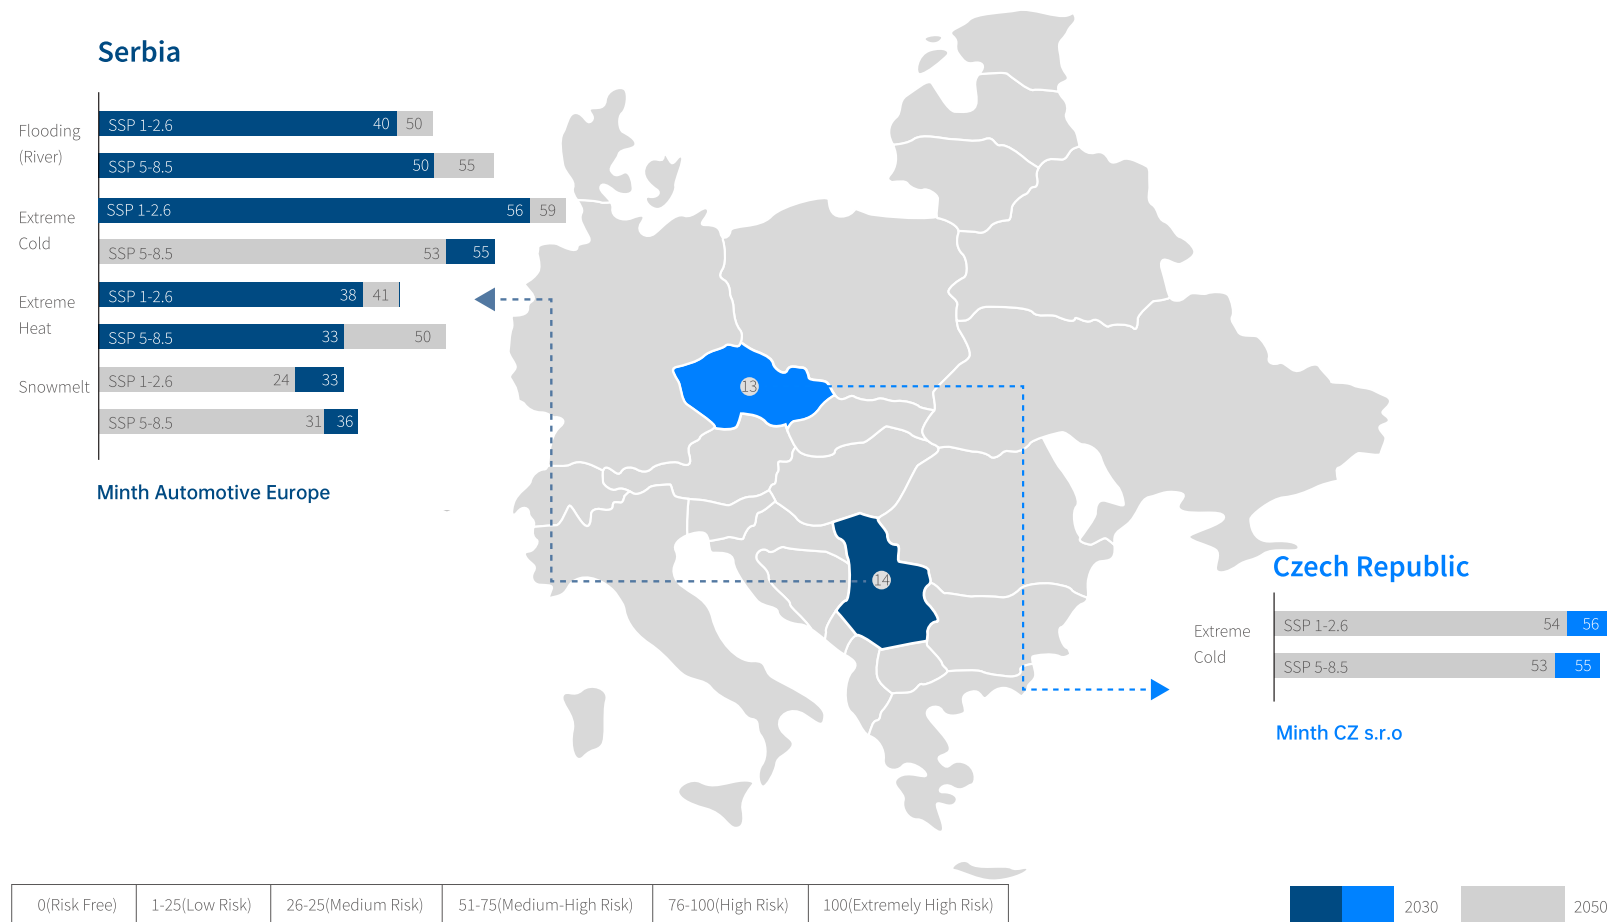 Serbia
Flooding
(River)
SSP 1-2.6 40 50
SSP 5-8.5 50 55
Extreme
Cold
SSP 1-2.6 56 59
SSP 5-8.5 53 55
Extreme
Heat
SSP 1-2.6 38 41
SSP 5-8.5 33 50
Snowmelt
SSP 1-2.6 24 33
SSP 5-8.5 31 36
Minth Automotive Europe
13
14
Czech Republic
Extreme
Cold
SSP 1-2.6 54 56
SSP 5-8.5 53 55
Minth CZ s.r.o
0(Risk Free) 1-25(Low Risk) 26-25(Medium Risk) 51-75(Medium-High Risk) 76-100(High Risk) 100(Extremely High Risk)
2030 2050